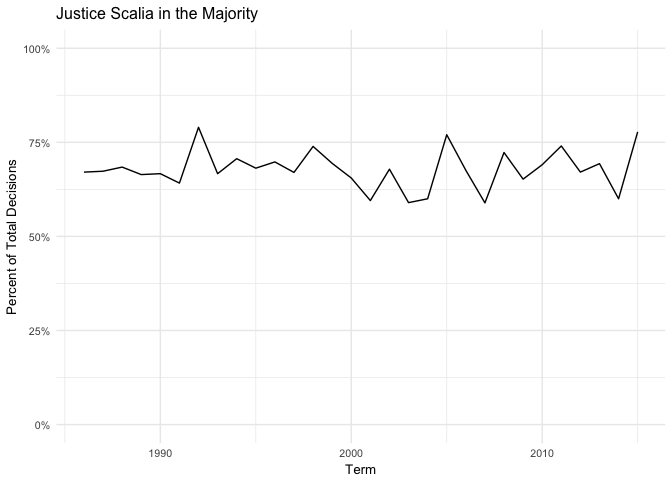 Justice Scalia in the Majority
100%
75%
50%
25%
0%
Percent of Total Decisions
1990 2000 2010
Term